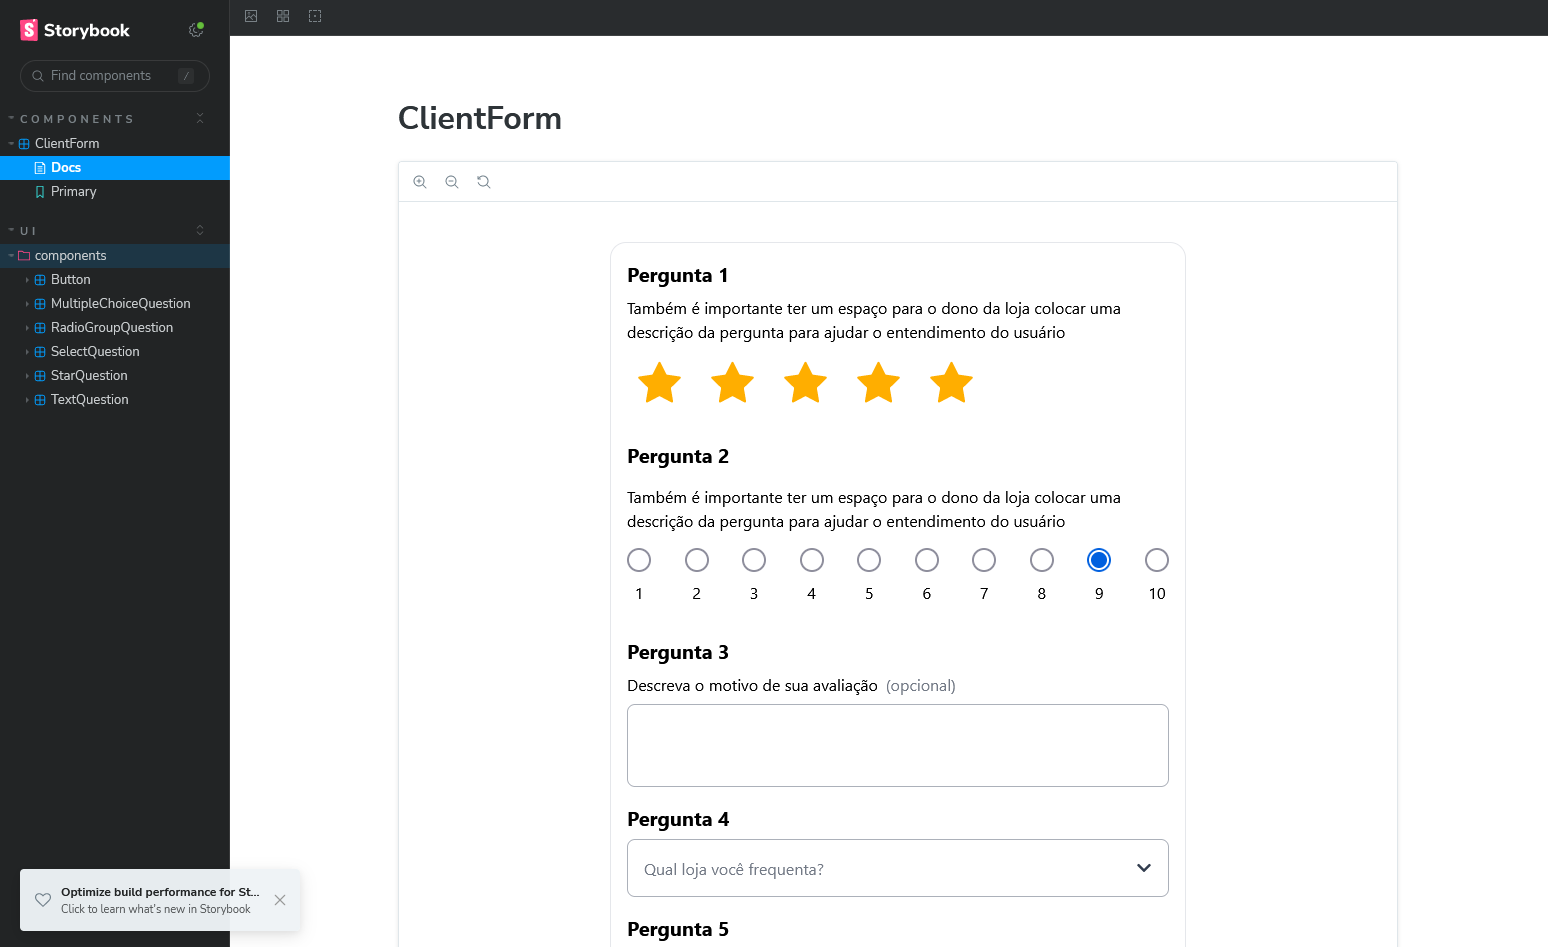 Storybook
Find components /
COMPONENTS
ClientForm
Docs
Primary
UI
components
Button
MultipleChoiceQuestion
RadioGroupQuestion
SelectQuestion
StarQuestion
TextQuestion
Optimize build performance for St...
Click to learn what's new in Storybook
ClientForm
Pergunta 1
Também é importante ter um espaço para o dono da loja colocar uma
descrição da pergunta para ajudar o entendimento do usuário
Pergunta 2
Também é importante ter um espaço para o dono da loja colocar uma
descrição da pergunta para ajudar o entendimento do usuário
1 2 3 4 5 6 7 8 9 10
Pergunta 3
Descreva o motivo de sua avaliação (opcional)
Pergunta 4
Qual loja você frequenta?
Pergunta 5